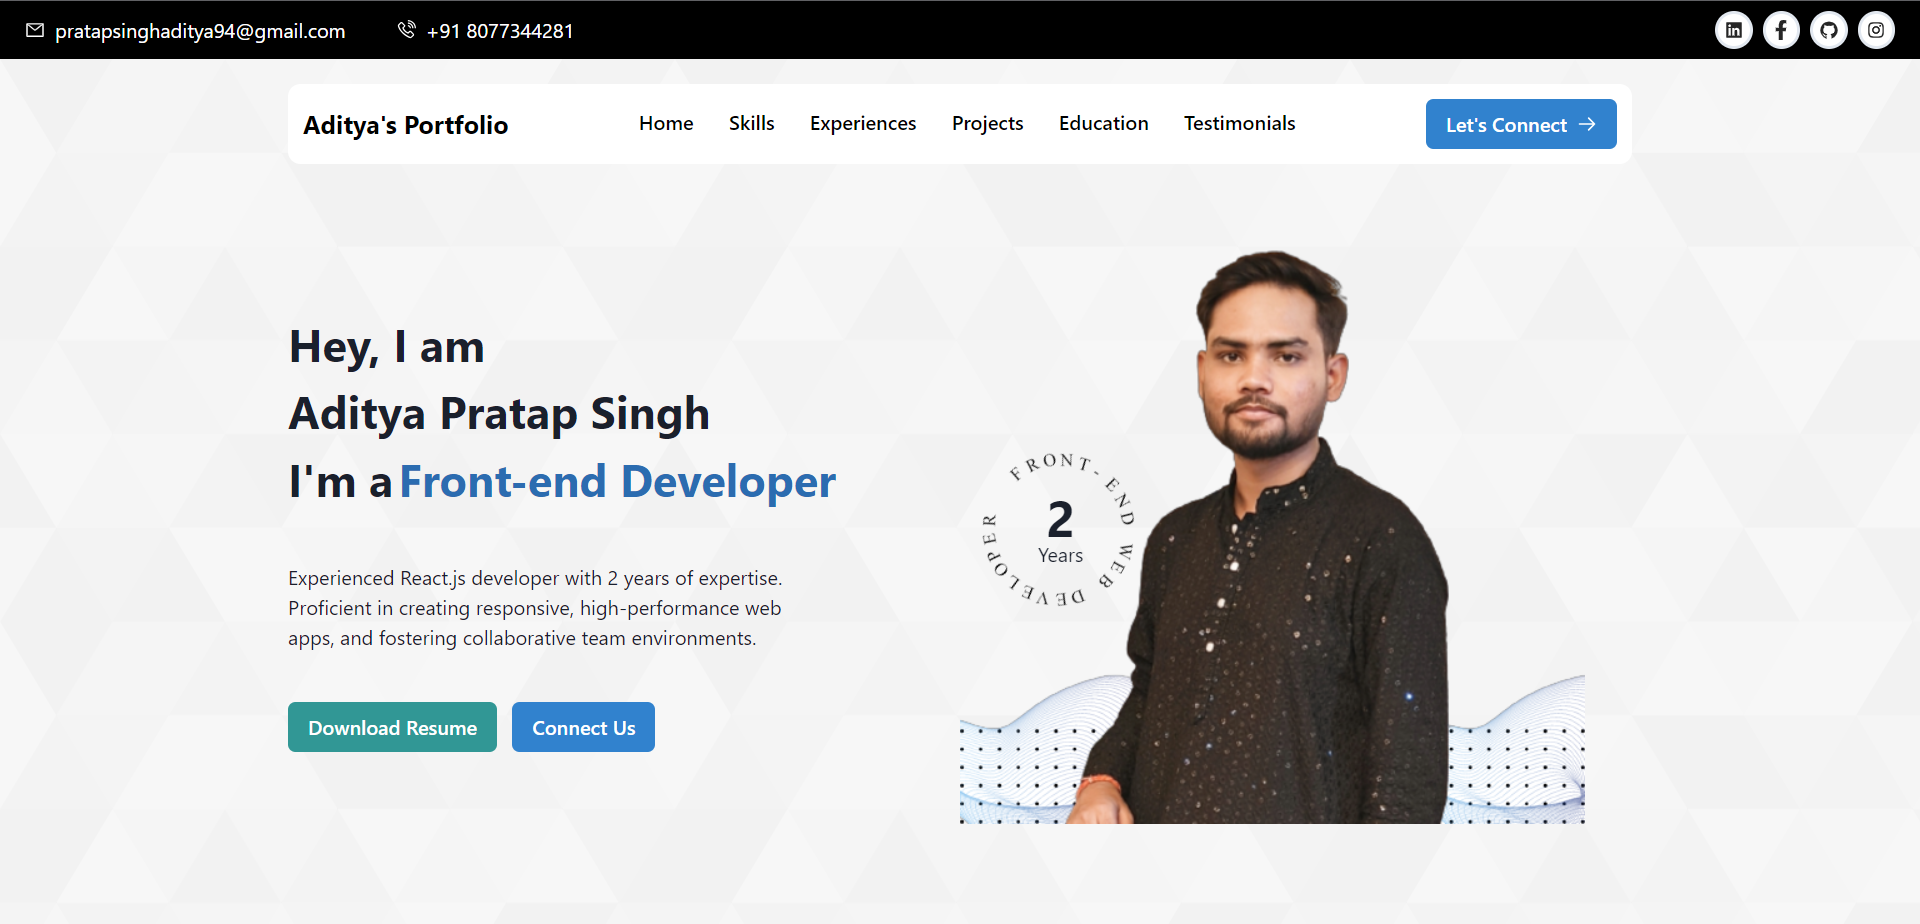 pratapsinghaditya94@gmail.com
+91 8077344281
Aditya's Portfolio
Home
Skills
Experiences
Projects
Education
Testimonials
Let's Connect
Hey, I am
Aditya Pratap Singh
I'm a Front-end Developer
FRONT-END WEB DEVELOPER
2
Years
Experienced React.js developer with 2 years of expertise.
Proficient in creating responsive, high-performance web
apps, and fostering collaborative team environments.
Download Resume
Connect Us